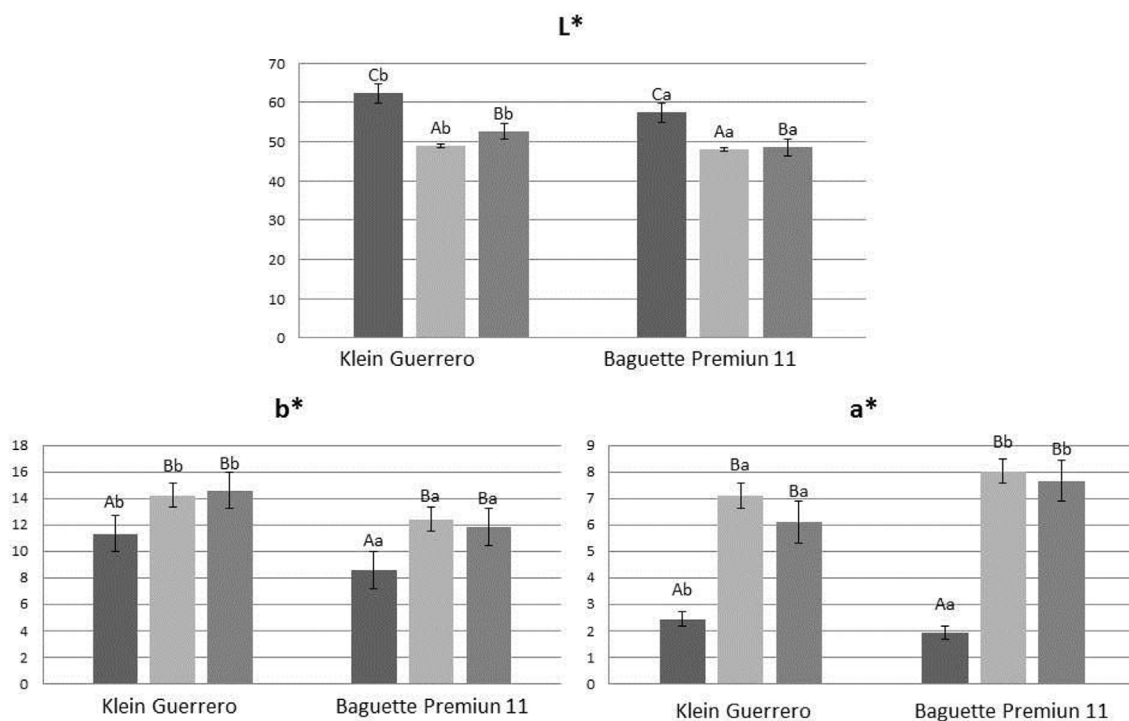 L*
70
60
50
40
30
20
10
0
Cb
Ab
Bb
Ca
Aa
Ba
Klein Guerrero
Baguette Premiun 11
b*
18
16
14
12
10
8
6
4
2
0
Ab
Bb
Bb
Aa
Ba
Ba
Klein Guerrero
Baguette Premiun 11
a*
9
8
7
6
5
4
3
2
1
0
Ab
Ba
Ba
Aa
Bb
Bb
Klein Guerrero
Baguette Premiun 11